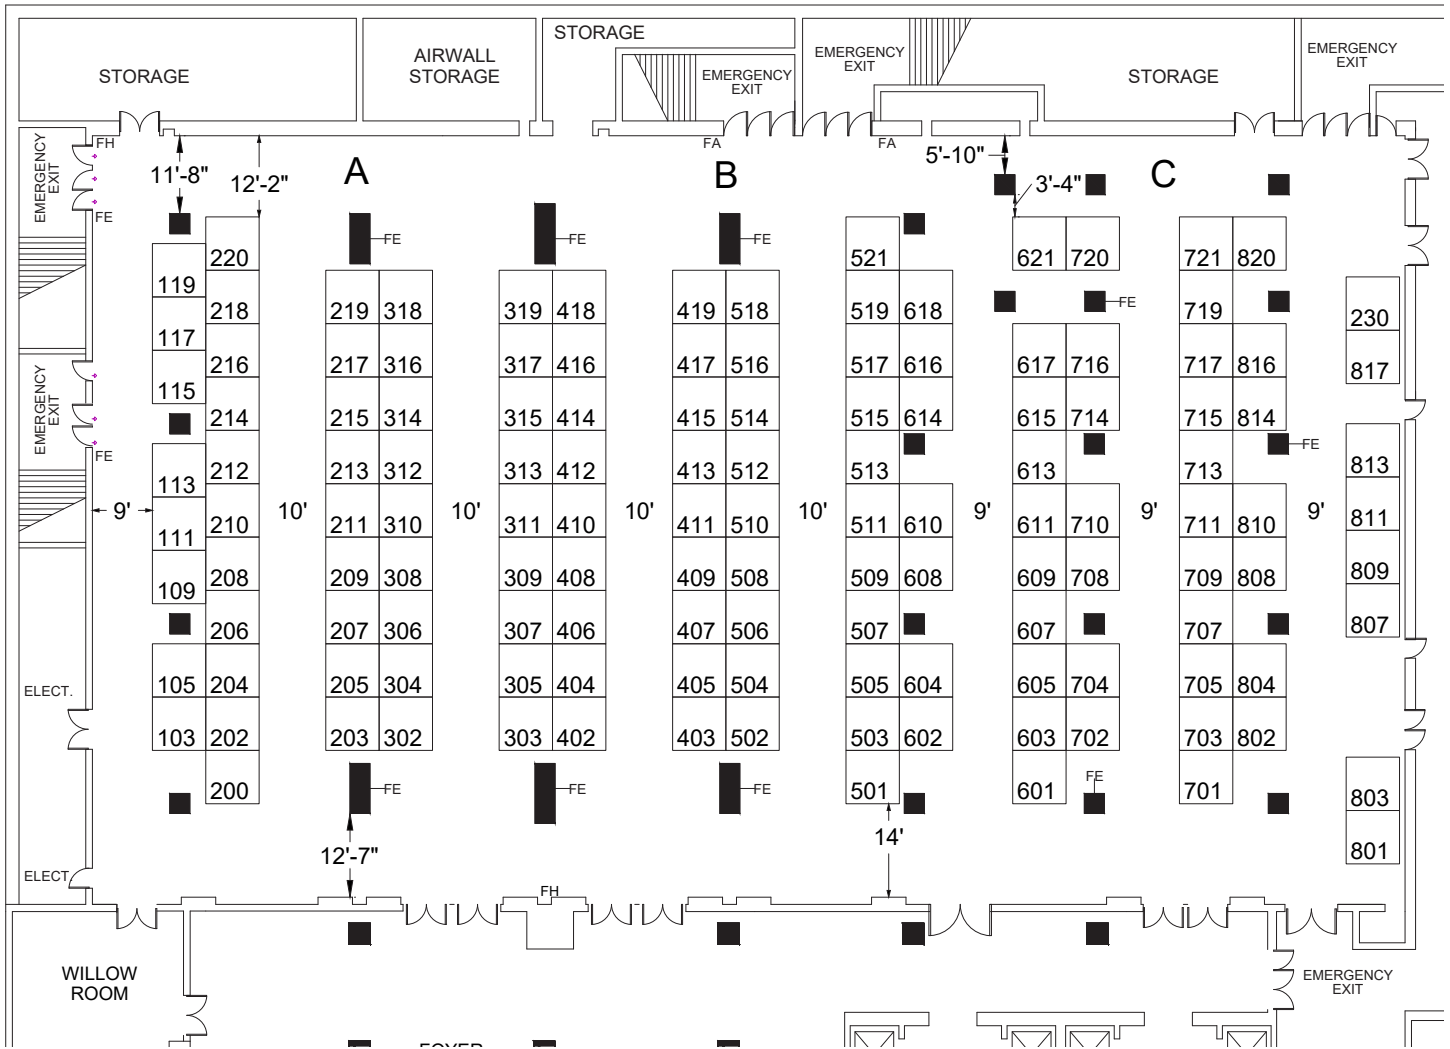 STORAGE
EMERGENCY
EXIT
EMERGENCY
EXIT
AIRWALL
STORAGE
STORAGE
EMERGENCY
EXIT
EMERGENCY
EXIT
STORAGE
FH
FA
FA
5'-10"
A
B
C
11'-8"
12'-2"
3'-4"
EMERGENCY
EXIT
FE
FE
FE
FE
220
521
621 720
721 820
119
218
219 318
319 418
419 518
519 618
FE
719
230
117
216
217 316
317 416
417 516
517 616
617 716
717 816
817
115
214
215 314
315 414
415 514
515 614
615 714
715 814
EMERGENCY
EXIT
FE
FE
113
212
213 312
313 412
413 512
513
613
713
813
9'
10'
10'
10'
10'
9'
9'
9'
111
210
211 310
311 410
411 510
511 610
611 710
711 810
811
109
208
209 308
309 408
409 508
509 608
609 708
709 808
809
206
207 306
307 406
407 506
507
607
707
807
ELECT.
105 204
205 304
305 404
405 504
505 604
605 704
705 804
103 202
203 302
303 402
403 502
503 602
603 702
703 802
200
FE
FE
FE
501
601
FE
701
803
12'-7"
14'
801
ELECT.
FH
WILLOW
ROOM
EMERGENCY
EXIT
FOYER